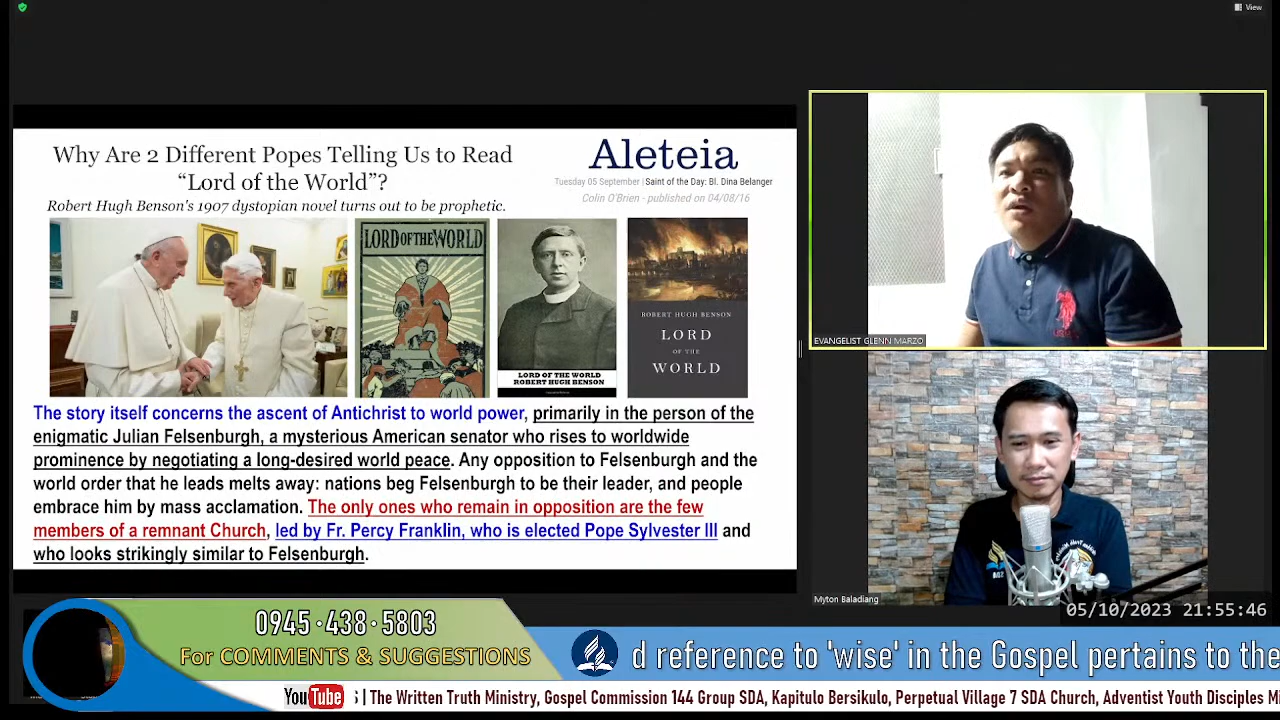 View
Why Are 2 Different Popes Telling Us to Read
“Lord of the World”?
Robert Hugh Benson's 1907 dystopian novel turns out to be prophetic.
Aleteia
Tuesday 05 September | Saint of the Day: Bl. Dina Belanger
Colin O'Brien - published on 04/08/16
LORD OF THE WORLD
LORD OF THE WORLD
ROBERT HUGH BENSON
ROBERT HUGH BENSON
LORD
OF THE
WORLD
The story itself concerns the ascent of Antichrist to world power, primarily in the person of the
enigmatic Julian Felsenburgh, a mysterious American senator who rises to worldwide
prominence by negotiating a long-desired world peace. Any opposition to Felsenburgh and the
world order that he leads melts away: nations beg Felsenburgh to be their leader, and people
embrace him by mass acclamation. The only ones who remain in opposition are the few
members of a remnant Church, led by Fr. Percy Franklin, who is elected Pope Sylvester III and
who looks strikingly similar to Felsenburgh.
EVANGELIST GLENN MARZO
Myton Baladiang
05/10/2023 21:55:46
0945·438·5803
For COMMENTS & SUGGESTIONS
d reference to 'wise' in the Gospel pertains to the
YouTube
S | The Written Truth Ministry, Gospel Commission 144 Group SDA, Kapitulo Bersikulo, Perpetual Village 7 SDA Church, Adventist Youth Disciples Mi